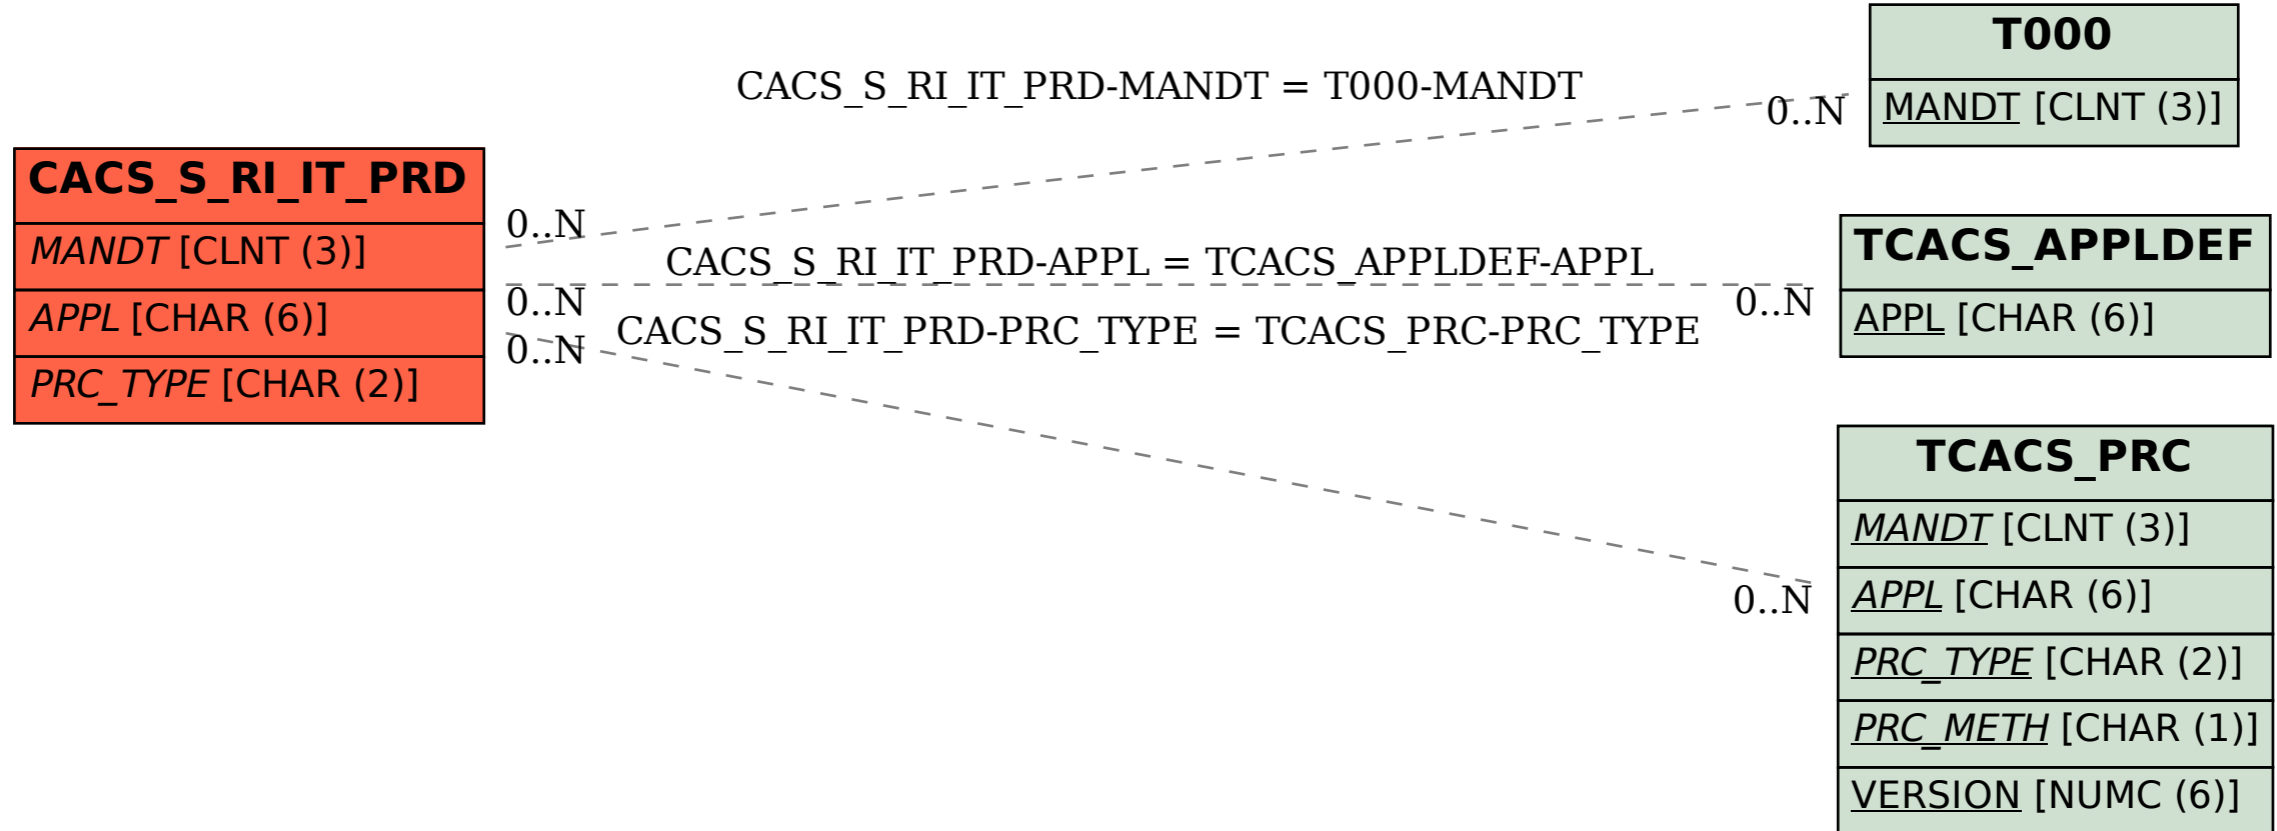 CACS_S_RI_IT_PRD
MANDT [CLNT (3)]
APPL [CHAR (6)]
PRC_TYPE [CHAR (2)]
CACS_S_RI_IT_PRD-MANDT = T000-MANDT
0..N
0..N
CACS_S_RI_IT_PRD-APPL = TCACS_APPLDEF-APPL
0..N
0..N
CACS_S_RI_IT_PRD-PRC_TYPE = TCACS_PRC-PRC_TYPE
0..N
0..N
T000
MANDT [CLNT (3)]
TCACS_APPLDEF
APPL [CHAR (6)]
TCACS_PRC
MANDT [CLNT (3)]
APPL [CHAR (6)]
PRC_TYPE [CHAR (2)]
PRC_METH [CHAR (1)]
VERSION [NUMC (6)]